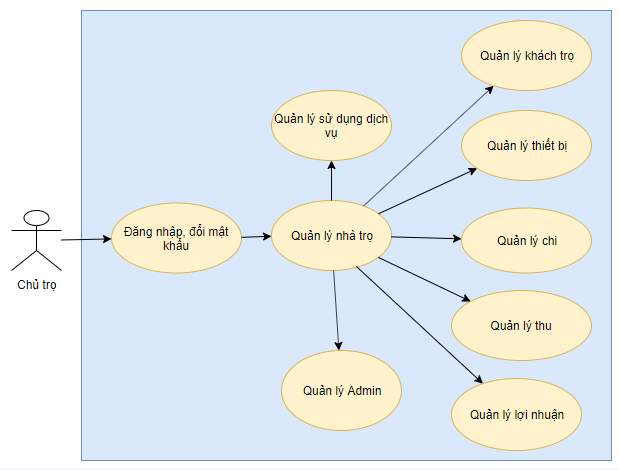 Quản lý khách trọ
Quản lý sử dụng dịch
vụ
Quản lý thiết bị
Đăng nhập, đổi mật
khẩu
Quản lý nhà trọ
Quản lý chi
Chủ trọ
Quản lý thu
Quản lý Admin
Quản lý lợi nhuận